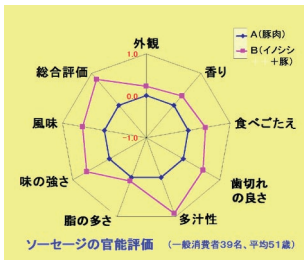 外観
1.0
0.0
-1.0
A(豚肉)
B(イノシシ
+豚)
香り
食べごたえ
歯切れ
の良さ
多汁性
脂の多さ
味の強さ
風味
総合評価
ソーセージの官能評価 (一般消費者39名、平均51歳)